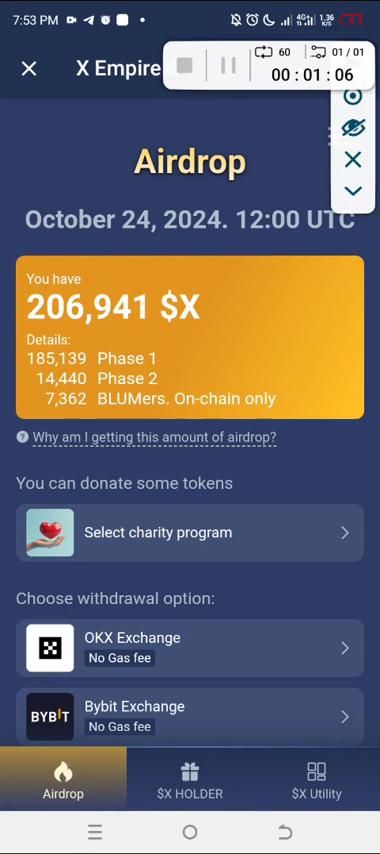 7:53 PM
4G+
1,36
K/s
60
01 / 01
00 : 01 : 06
X Empire
Airdrop
October 24, 2024. 12:00 UTC
You have
206,941 $X
Details:
185,139 Phase 1
14,440 Phase 2
7,362 BLUMers. On-chain only
? Why am I getting this amount of airdrop?
You can donate some tokens
Select charity program
Choose withdrawal option:
OKX Exchange
No Gas fee
BYBIT
Bybit Exchange
No Gas fee
Airdrop
$X HOLDER
$X Utility